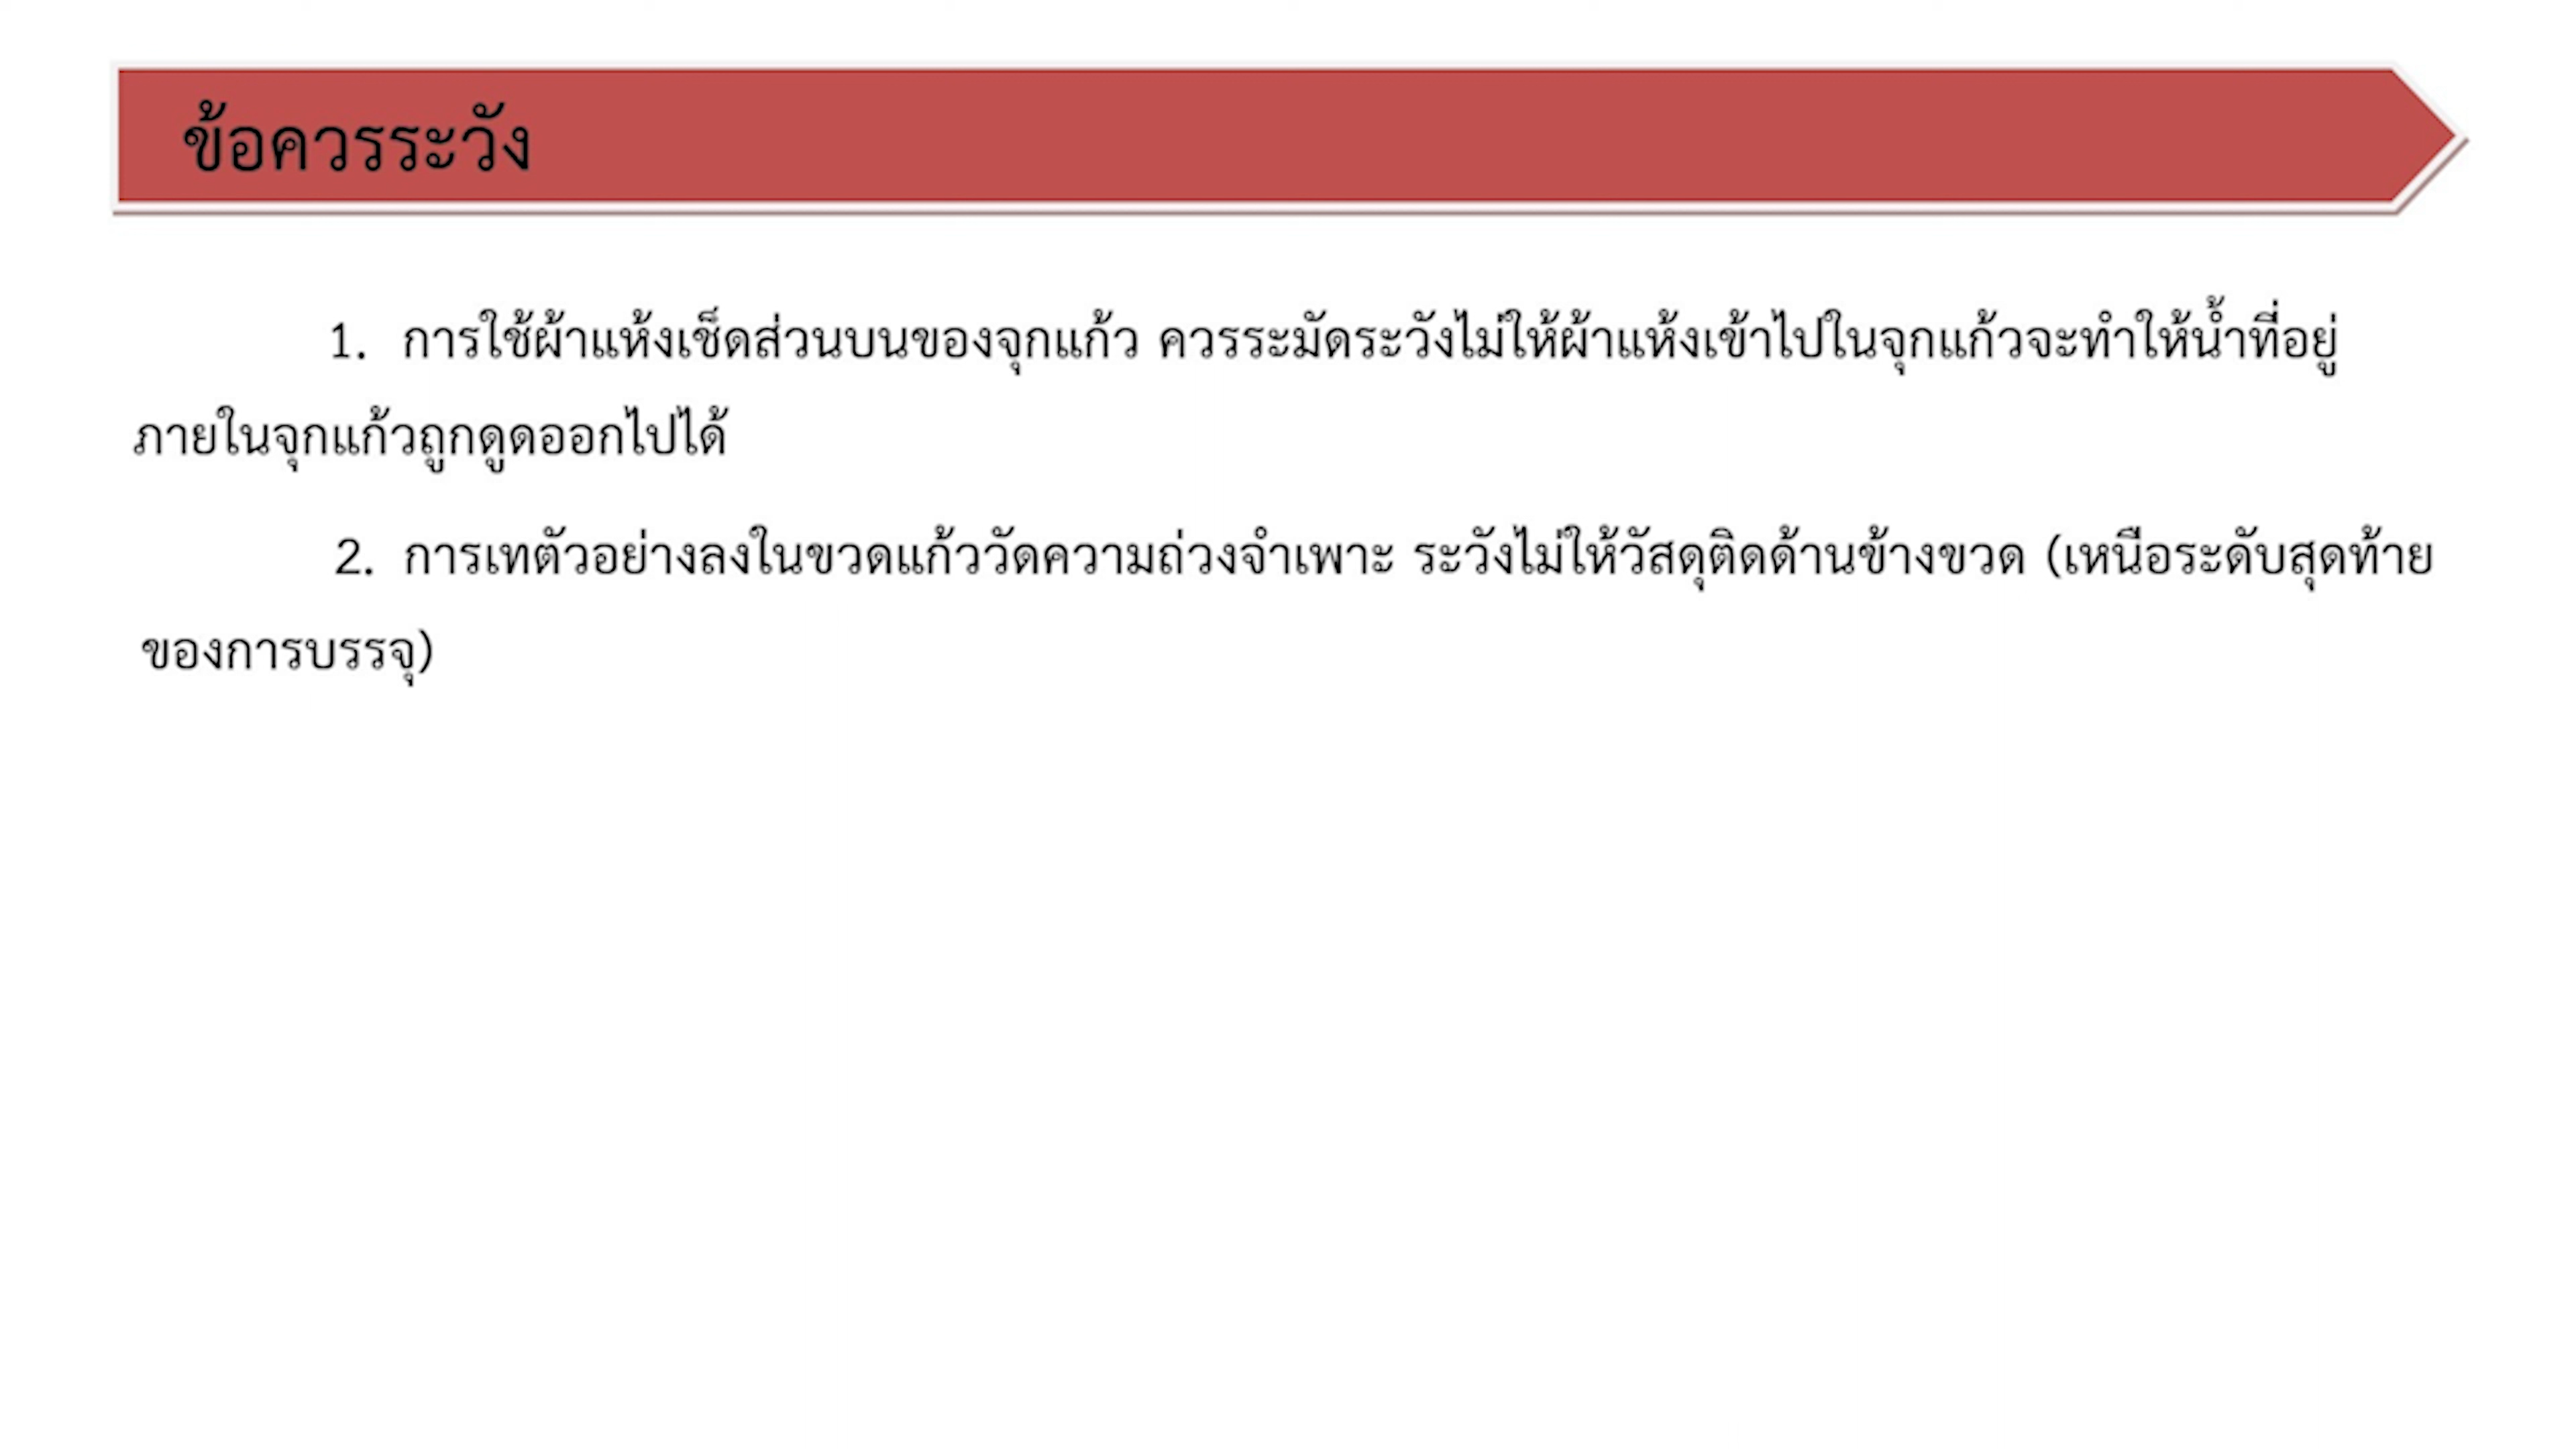 ข้อควรระวัง
1. การใช้ผ้าแห้งเช็ดส่วนบนของจุกแก้ว ควรระมัดระวังไม่ให้ผ้าแห้งเข้าไปในจุกแก้วจะทำให้น้ำที่อยู่
ภายในจุกแก้วถูกดูดออกไปได้
2. การเทตัวอย่างลงในขวดแก้ววัดความถ่วงจำเพาะ ระวังไม่ให้วัสดุติดด้านข้างขวด (เหนือระดับสุดท้าย
ของการบรรจุ)